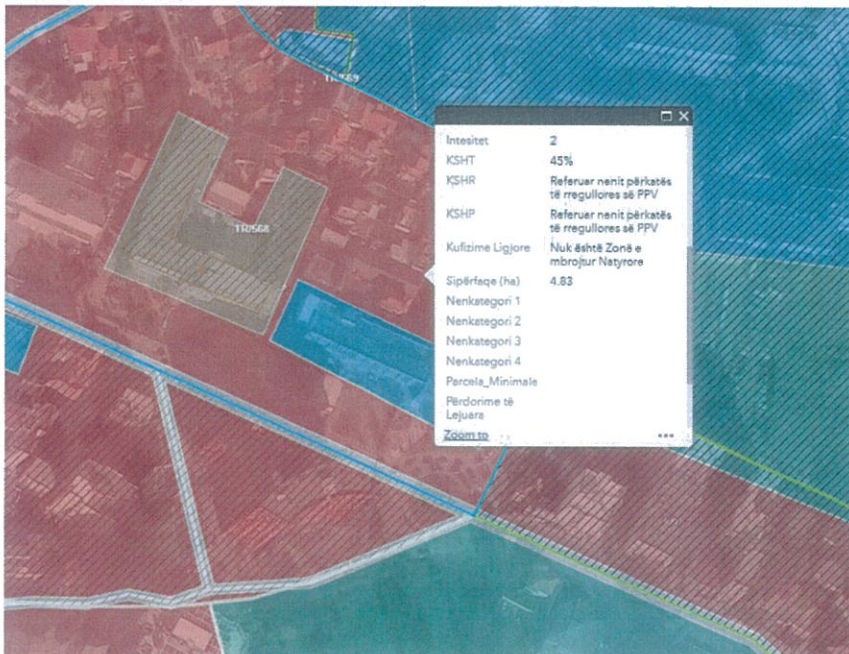 TR/569
TR/568
Intesitet 2
KSHT 45%
KSHR Referuar nenit përkatës
të rregullores së PPV
KSHP Referuar nenit përkatës
të rregullores së PPV
Kufizime Ligjore Nuk është Zonë e
mbrojtur Natyrore
Sipërfaqe (ha) 4.83
Nenkategori 1
Nenkategori 2
Nenkategori 3
Nenkategori 4
Parcela_Minimale
Përdorime të
Lejuara
Zoom to